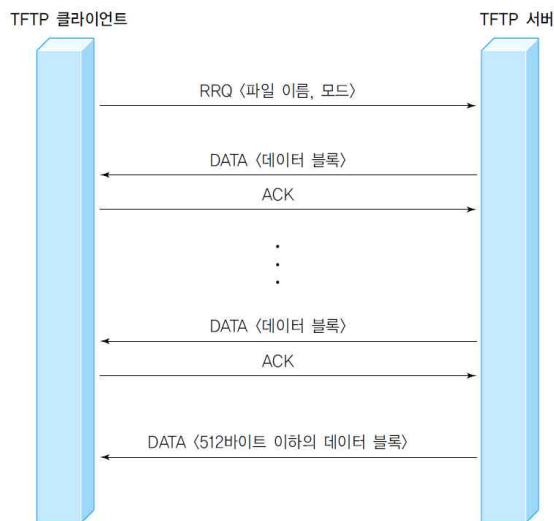 TFTP 클라이언트
TFTP 서버
RRQ 〈파일 이름, 모드〉
DATA 〈데이터 블록〉
ACK
DATA 〈데이터 블록〉
ACK
DATA 〈512바이트 이하의 데이터 블록〉